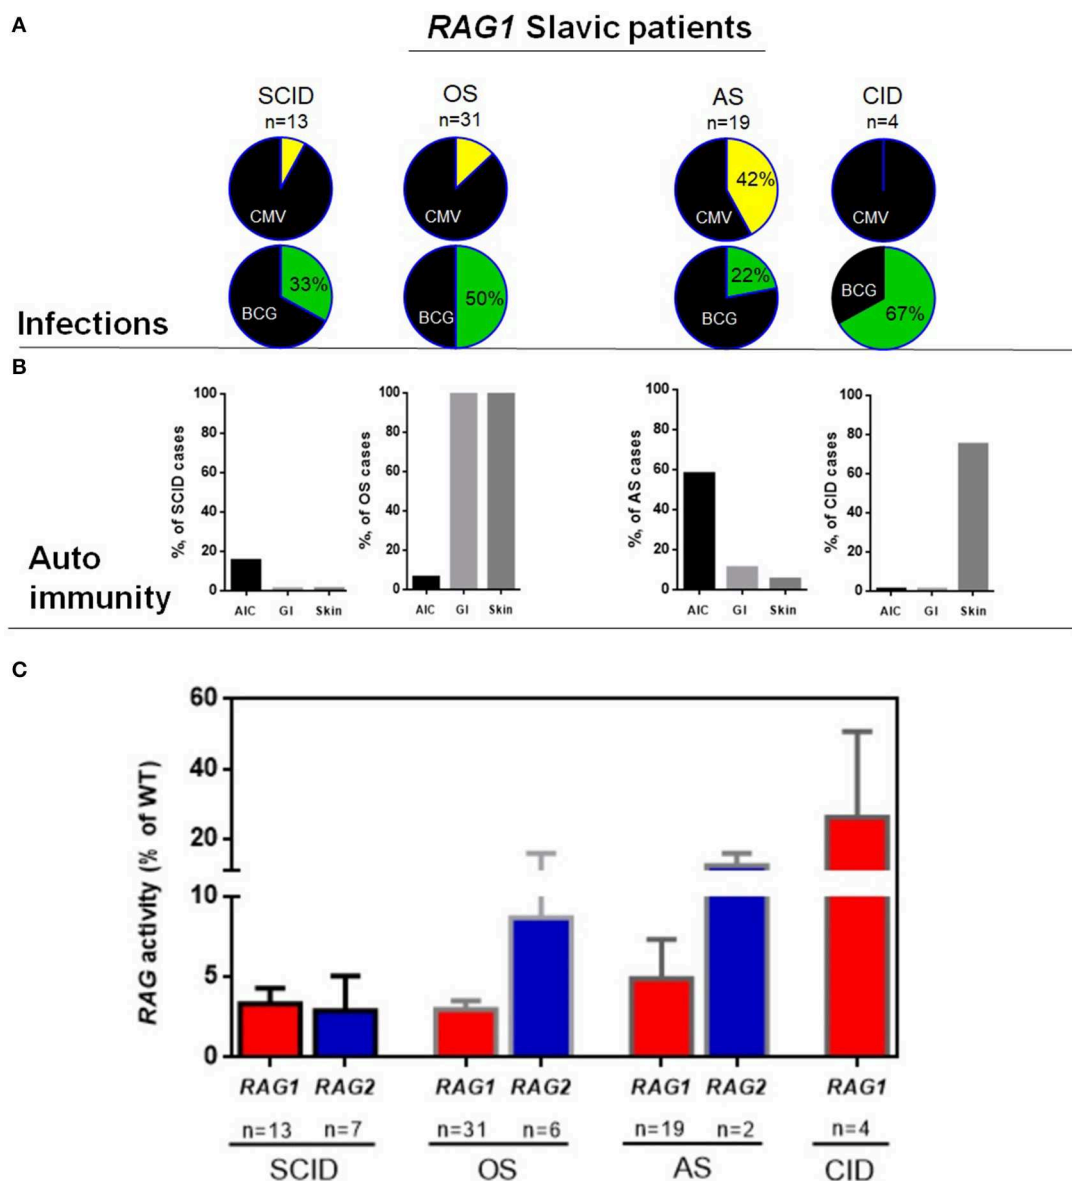 A
RAG1 Slavic patients
SCID
n=13
OS
n=31
AS
n=19
CID
n=4
CMV
CMV
42%
CMV
CMV
33%
BCG
50%
BCG
22%
BCG
BCG
67%
Infections
B
%, of SCID cases
100
80
60
40
20
0
AIC GI Skin
%, of OS cases
100
80
60
40
20
0
AIC GI Skin
%, of AS cases
100
80
60
40
20
0
AIC GI Skin
%, of CID cases
100
80
60
40
20
0
AIC GI Skin
Auto
immunity
C
RAG activity (% of WT)
60
40
20
10
5
0
RAG1 RAG2 RAG1 RAG2 RAG1 RAG2 RAG1
n=13 n=7 n=31 n=6 n=19 n=2 n=4
SCID OS AS CID